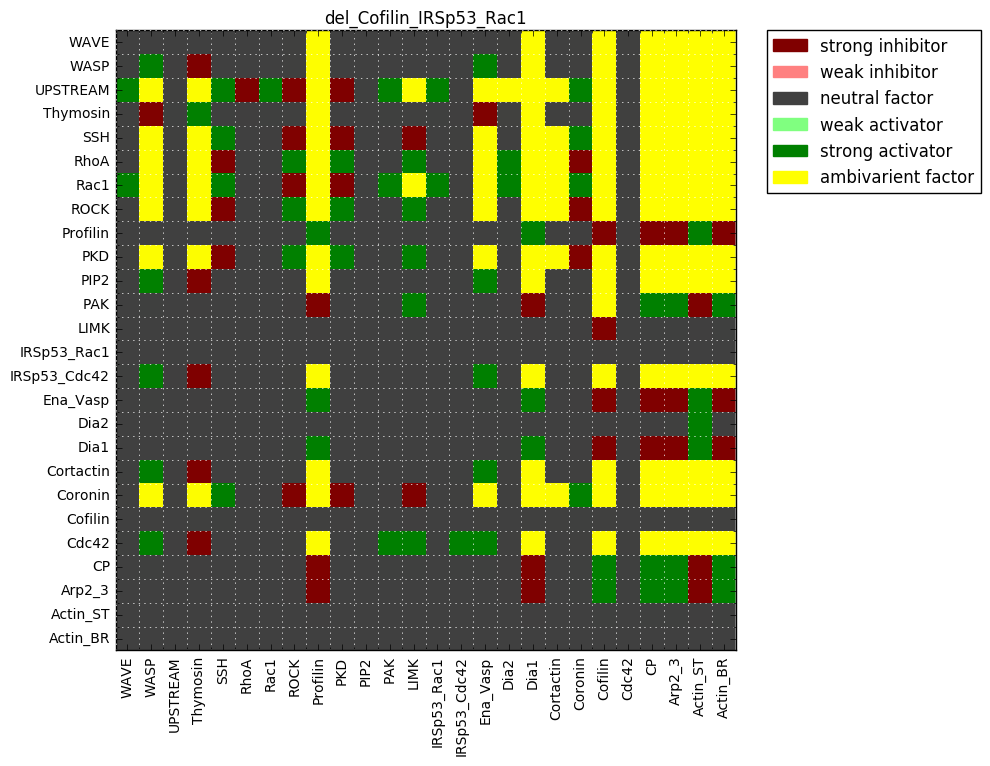 del_Cofilin_IRSp53_Rac1
WAVE
WASP
UPSTREAM
Thymosin
SSH
RhoA
Rac1
ROCK
Profilin
PKD
PIP2
PAK
LIMK
IRSp53_Rac1
IRSp53_Cdc42
Ena_Vasp
Dia2
Dia1
Cortactin
Coronin
Cofilin
Cdc42
CP
Arp2_3
Actin_ST
Actin_BR
WAVE
WASP
UPSTREAM
Thymosin
SSH
RhoA
Rac1
ROCK
Profilin
PKD
PIP2
PAK
LIMK
IRSp53_Rac1
IRSp53_Cdc42
Ena_Vasp
Dia2
Dia1
Cortactin
Coronin
Cofilin
Cdc42
CP
Arp2_3
Actin_ST
Actin_BR
strong inhibitor
weak inhibitor
neutral factor
weak activator
strong activator
ambivarient factor